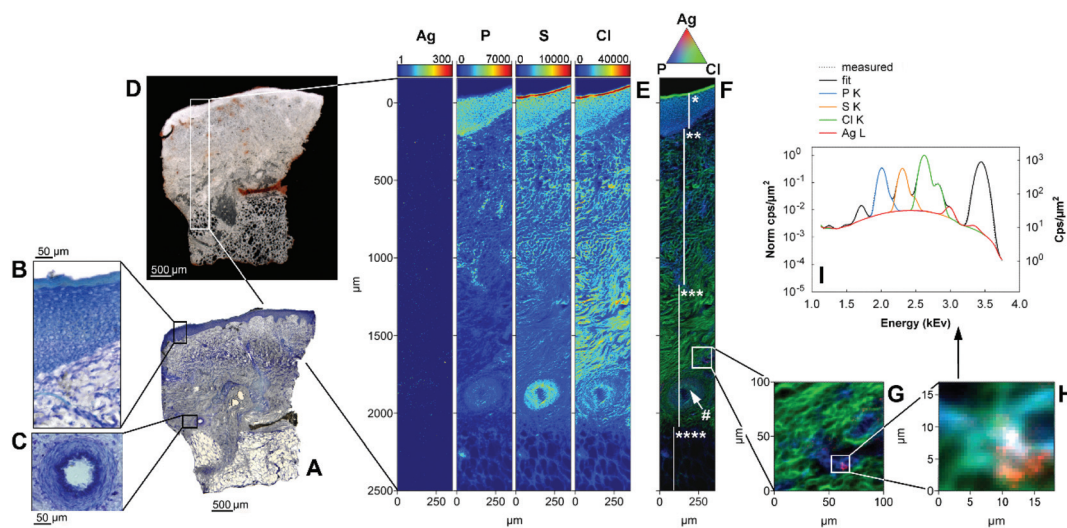 Ag P S Cl
1 300 0 7000 0 10000 0 40000
Ag
P Cl
D
E
F
*
**
***
#
****
0
500
1000
1500
2000
2500
µm
0 250
0 250
0 250
0 250
0 250
µm µm µm µm µm
500 µm
50 µm
B
C
50 µm
A
500 µm
measured
fit
P K
S K
Cl K
Ag L
Norm cps/µm²
10⁰
10⁻¹
10⁻²
10⁻³
10⁻⁴
10⁻⁵
Cps/µm²
10³
10²
10¹
10⁰
I
1.1 1.5 2.0 2.5 3.0 3.5 4.0
Energy (kEv)
G
100
50
0
µm
0 50 100
µm
H
15
10
5
0
µm
0 5 10 15
µm